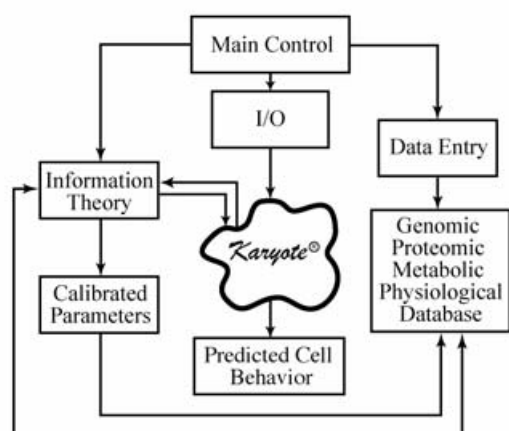 Main Control
I/O
Data Entry
Information
Theory
Karyote®
Genomic
Proteomic
Metabolic
Physiological
Database
Calibrated
Parameters
Predicted Cell
Behavior